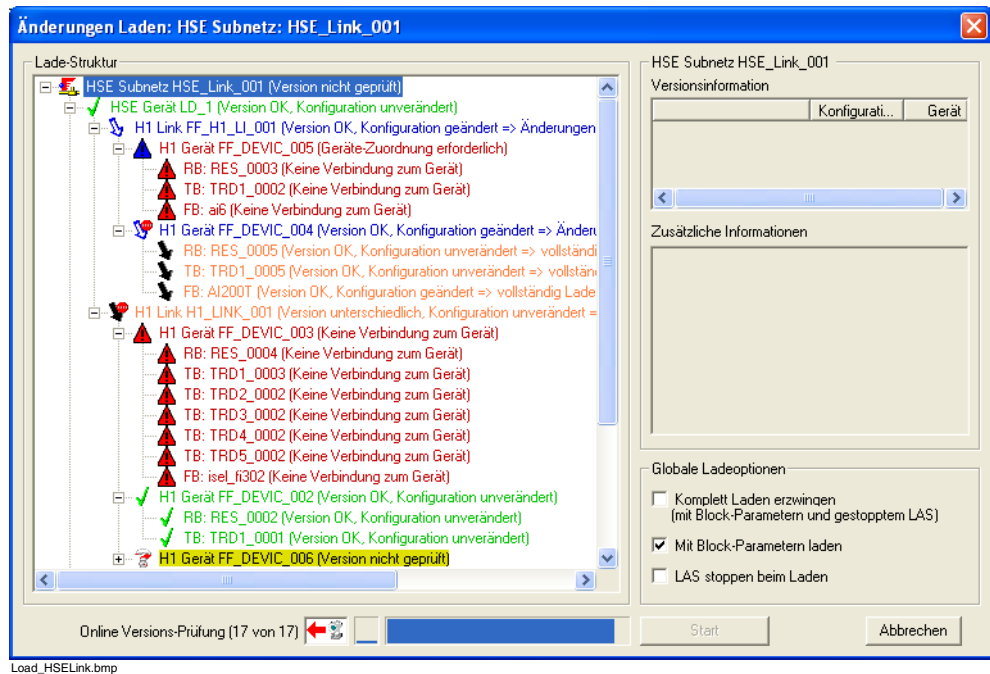 Änderungen Laden: HSE Subnetz: HSE_Link_001
Lade-Struktur
HSE Subnetz HSE_Link_001 (Version nicht geprüft)
HSE Gerät LD_1 (Version OK, Konfiguration unverändert)
H1 Link FF_H1_LI_001 (Version OK, Konfiguration geändert => Änderungen
H1 Gerät FF_DEVIC_005 (Geräte-Zuordnung erforderlich)
RB: RES_0003 (Keine Verbindung zum Gerät)
TB: TRD1_0002 (Keine Verbindung zum Gerät)
FB: ai6 (Keine Verbindung zum Gerät)
H1 Gerät FF_DEVIC_004 (Version OK, Konfiguration geändert => Änderu
RB: RES_0005 (Version OK, Konfiguration unverändert => vollständi
TB: TRD1_0005 (Version OK, Konfiguration unverändert => vollstän
FB: AI200T (Version OK, Konfiguration geändert => vollständig Lade
H1 Link H1_LINK_001 (Version unterschiedlich, Konfiguration unverändert =
H1 Gerät FF_DEVIC_003 (Keine Verbindung zum Gerät)
RB: RES_0004 (Keine Verbindung zum Gerät)
TB: TRD1_0003 (Keine Verbindung zum Gerät)
TB: TRD2_0002 (Keine Verbindung zum Gerät)
TB: TRD3_0002 (Keine Verbindung zum Gerät)
TB: TRD4_0002 (Keine Verbindung zum Gerät)
TB: TRD5_0002 (Keine Verbindung zum Gerät)
FB: isel_fi302 (Keine Verbindung zum Gerät)
H1 Gerät FF_DEVIC_002 (Version OK, Konfiguration unverändert)
RB: RES_0002 (Version OK, Konfiguration unverändert)
TB: TRD1_0001 (Version OK, Konfiguration unverändert)
H1 Gerät FF_DEVIC_006 (Version nicht geprüft)
HSE Subnetz HSE_Link_001
Versionsinformation
Konfigurati... Gerät
Zusätzliche Informationen
Globale Ladeoptionen
Komplett Laden erzwingen
(mit Block-Parametern und gestopptem LAS)
Mit Block-Parametern laden
LAS stoppen beim Laden
Online Versions-Prüfung (17 von 17)
Start
Abbrechen
Load_HSELink.bmp